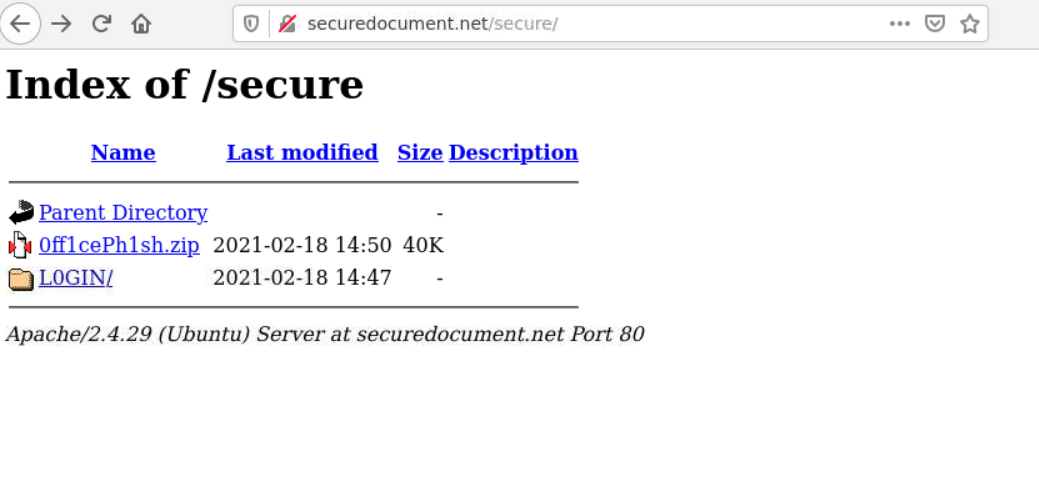 securedocument.net/secure/
Index of /secure
Name Last modified Size Description
Parent Directory -
0ff1cePh1sh.zip 2021-02-18 14:50 40K
L0GIN/ 2021-02-18 14:47 -
Apache/2.4.29 (Ubuntu) Server at securedocument.net Port 80